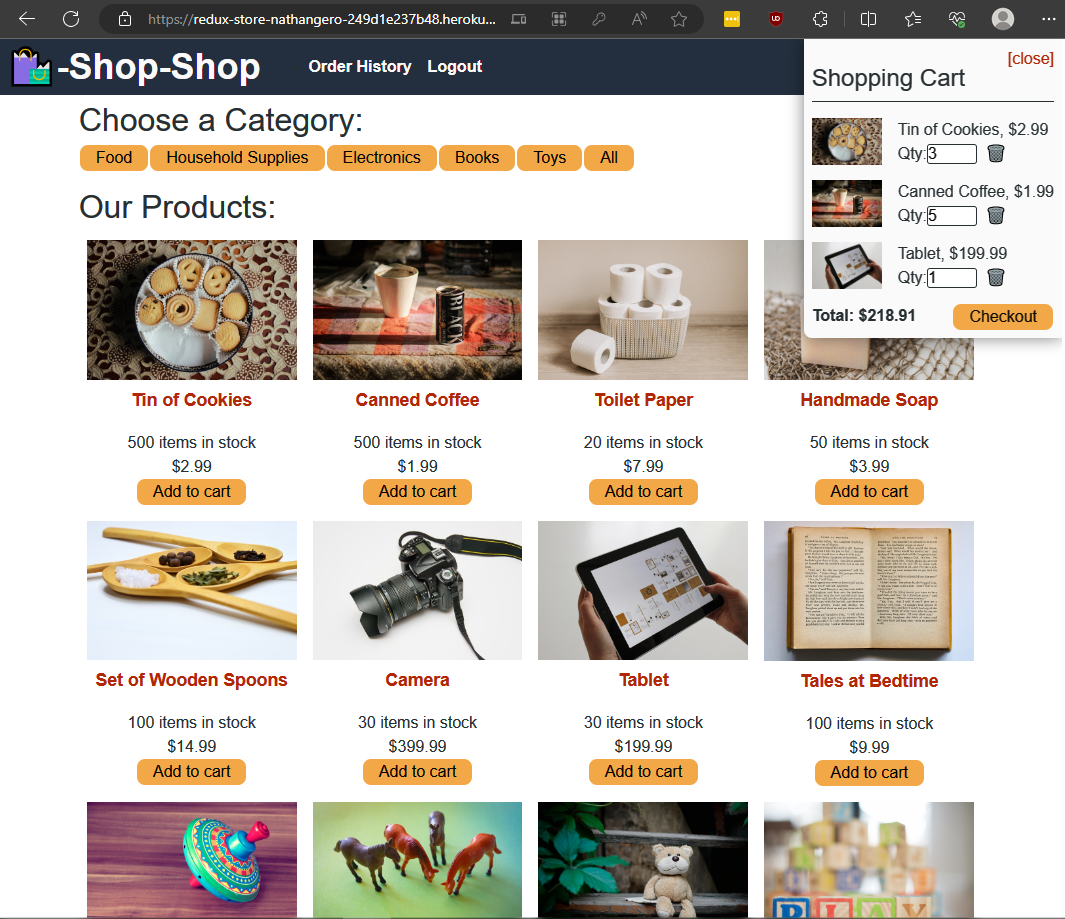 https://redux-store-nathangero-249d1e237b48.heroku...
-Shop-Shop
Order History
Logout
[close]
Shopping Cart
Tin of Cookies, $2.99
Qty:3
Canned Coffee, $1.99
Qty:5
Tablet, $199.99
Qty:1
Total: $218.91
Checkout
Choose a Category:
Food
Household Supplies
Electronics
Books
Toys
All
Our Products:
BLACK
Tin of Cookies
500 items in stock
$2.99
Add to cart
Canned Coffee
500 items in stock
$1.99
Add to cart
Toilet Paper
20 items in stock
$7.99
Add to cart
Handmade Soap
50 items in stock
$3.99
Add to cart
Set of Wooden Spoons
100 items in stock
$14.99
Add to cart
Camera
30 items in stock
$399.99
Add to cart
Tablet
30 items in stock
$199.99
Add to cart
Tales at Bedtime
100 items in stock
$9.99
Add to cart
PLAY